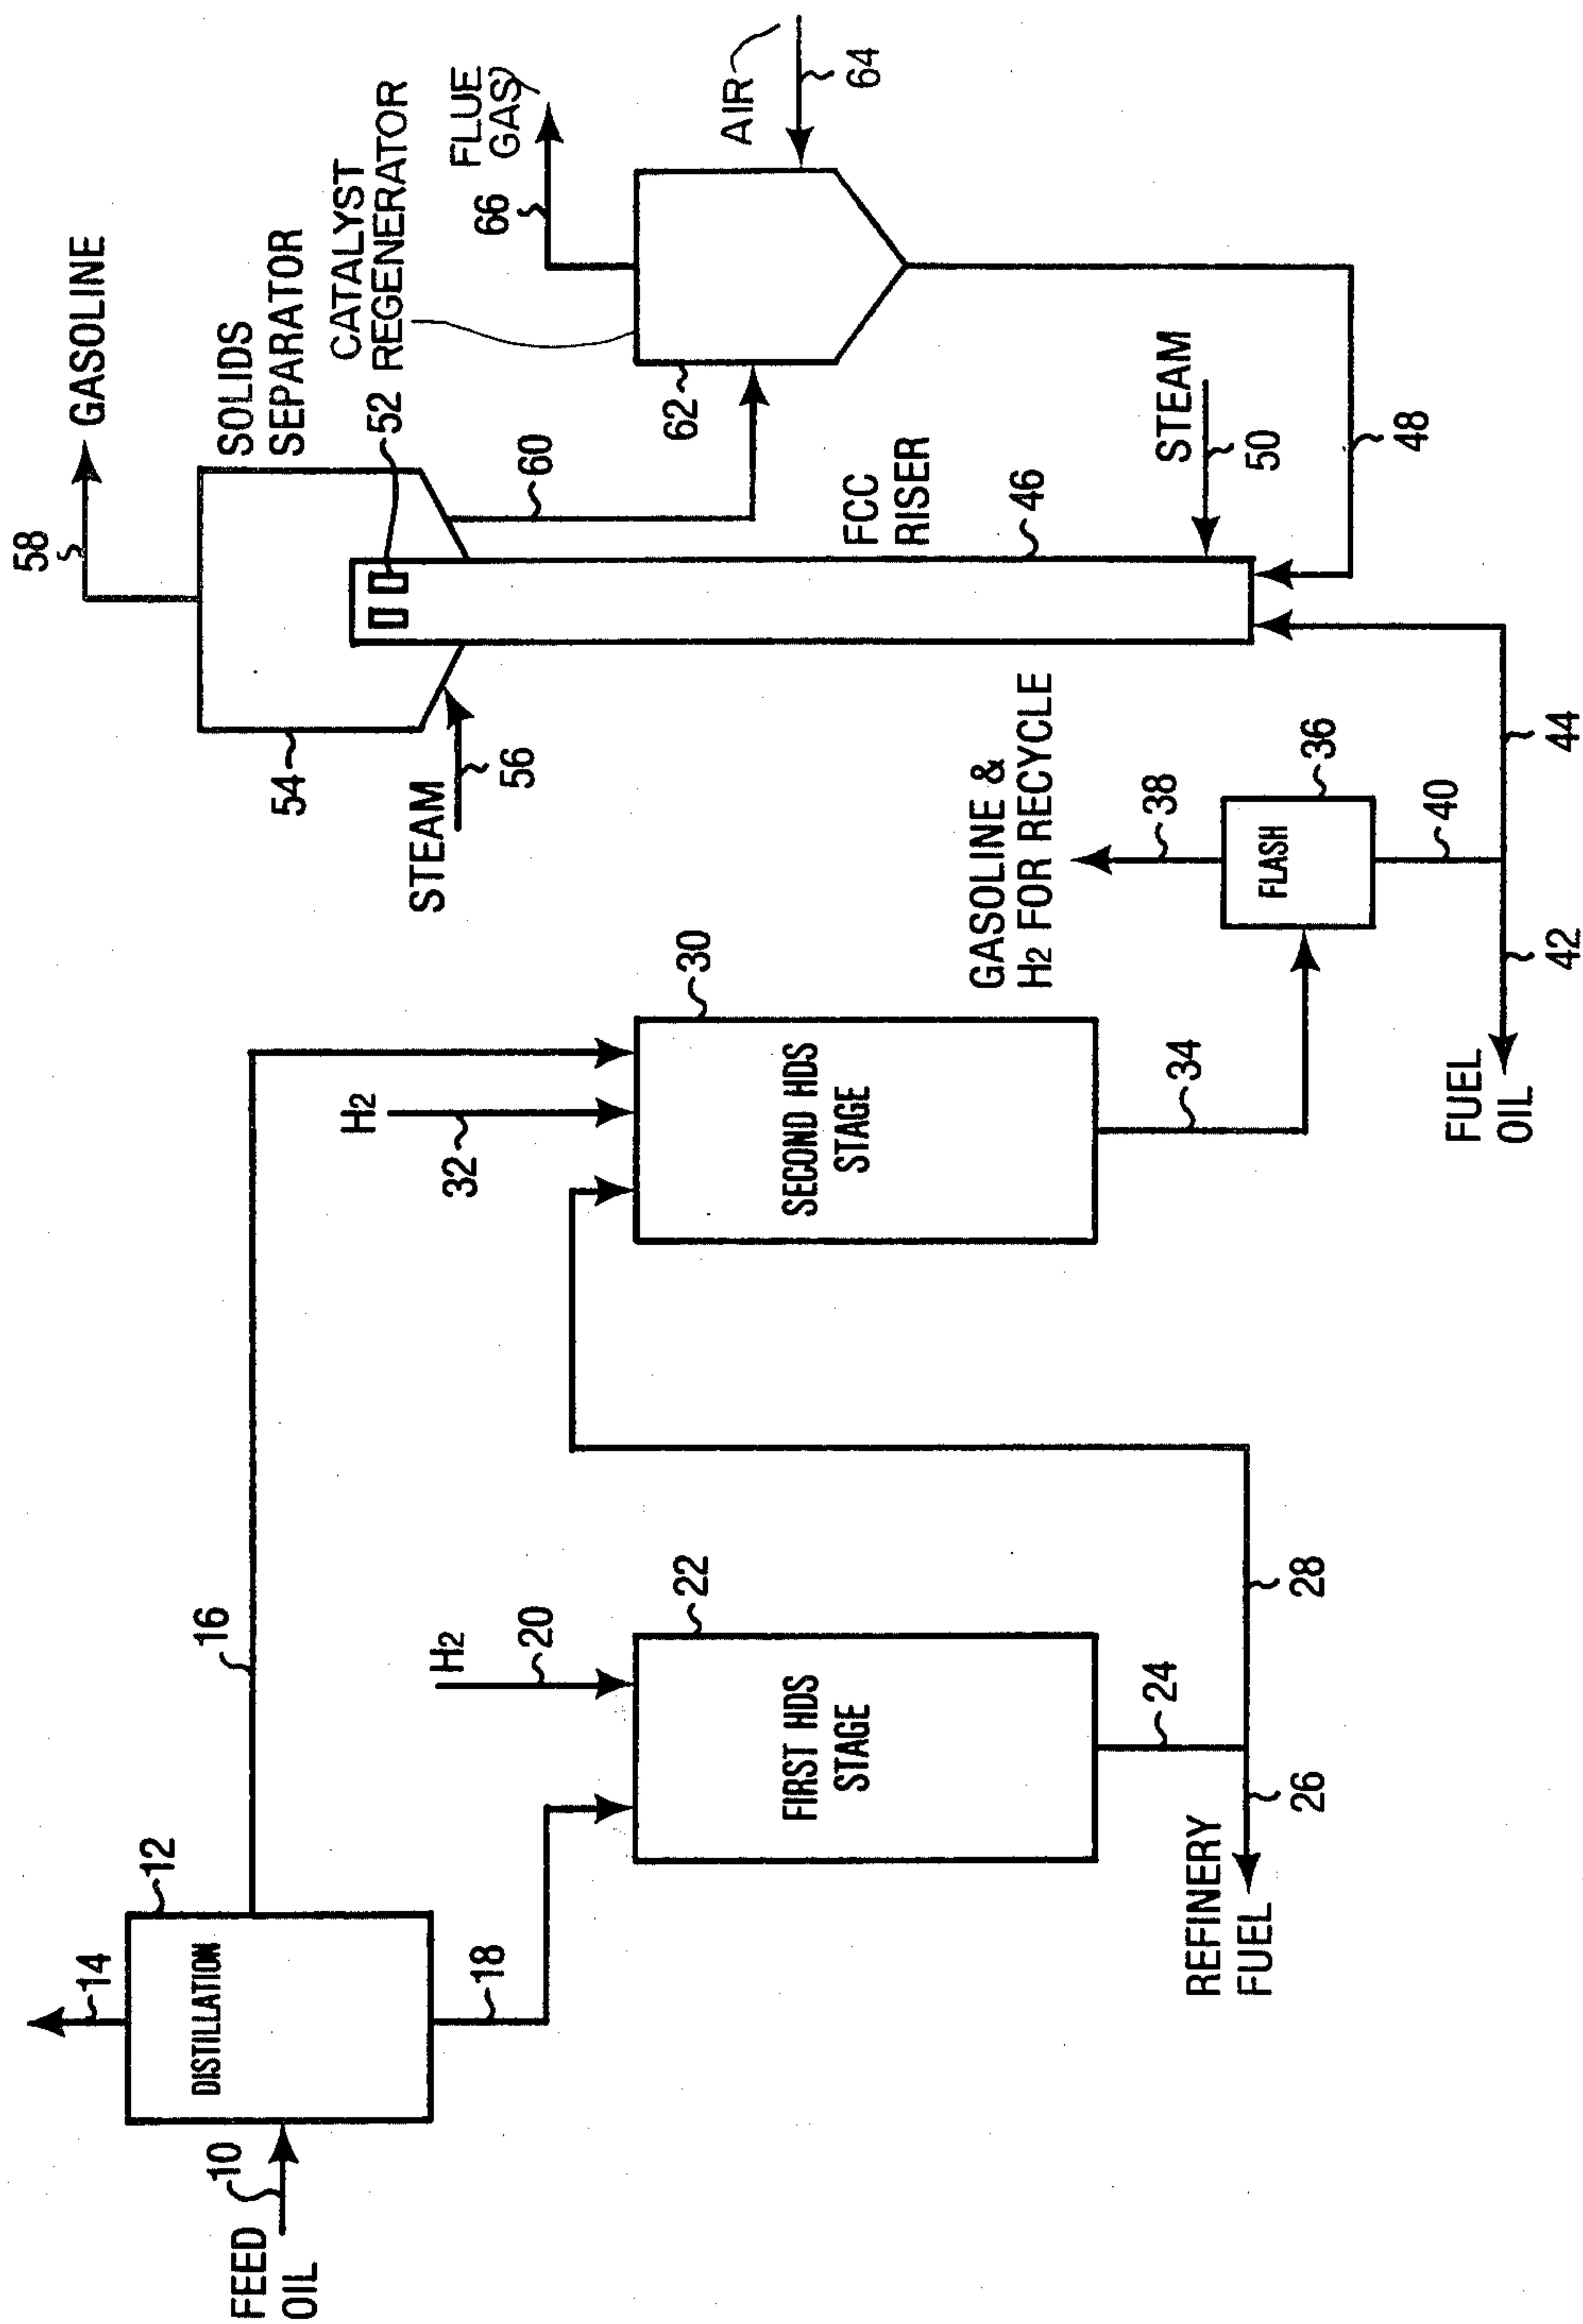 FEED
OIL
10
DISTILLATION
12
14
16
18
H2
20
FIRST HDS
STAGE
22
24
REFINERY
FUEL
26
28
H2
32
SECOND HDS
STAGE
30
34
GASOLINE &
H2 FOR RECYCLE
38
FLASH
36
40
FUEL
OIL
42
44
STEAM
56
54
58
GASOLINE
SOLIDS
SEPARATOR
52
60
FCC
RISER
46
STEAM
50
48
CATALYST
REGENERATOR
62
66
FLUE
GAS
AIR
64